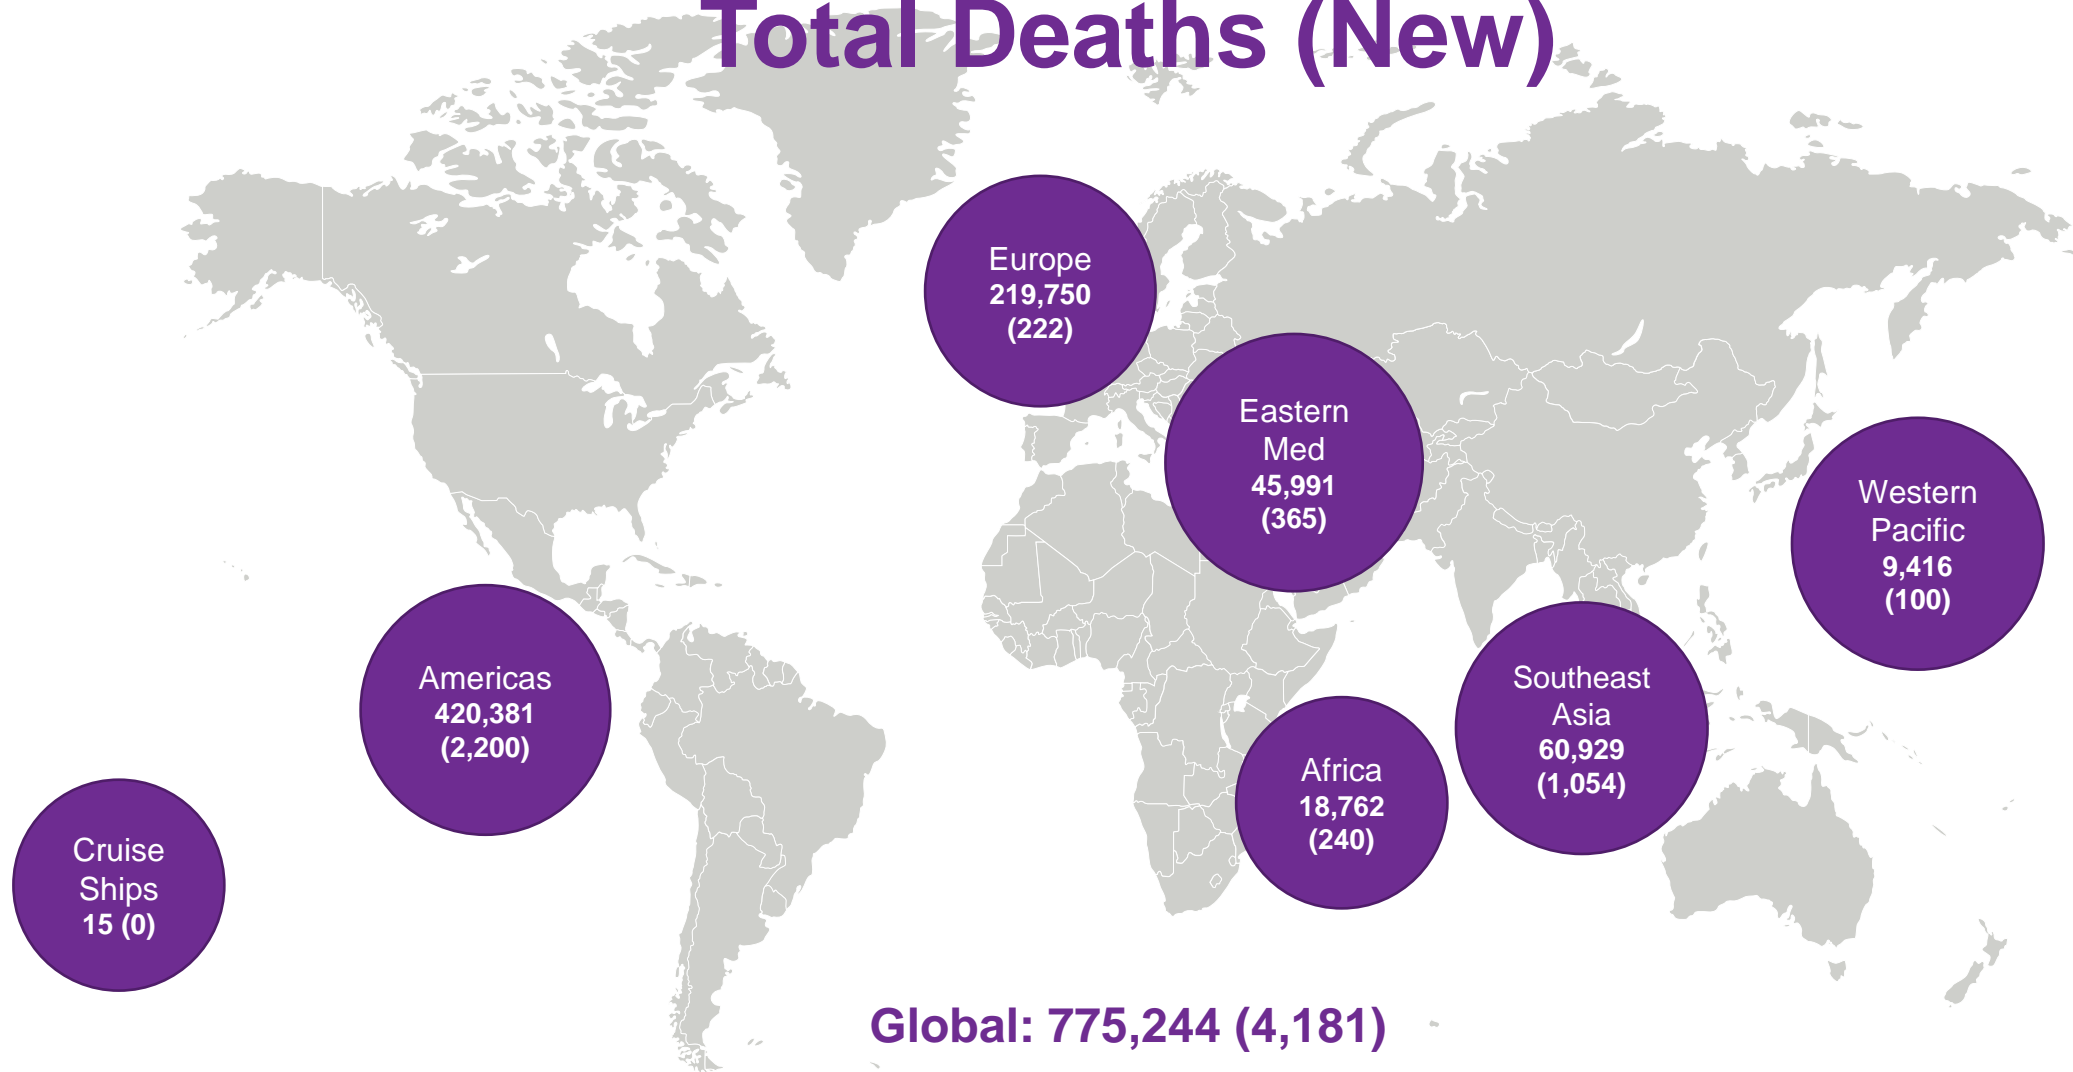 Total Deaths (New)
Europe
219,750
(222)
Eastern
Med
45,991
(365)
Western
Pacific
9,416
(100)
Americas
420,381
(2,200)
Southeast
Asia
60,929
(1,054)
Africa
18,762
(240)
Cruise
Ships
15 (0)
Global: 775,244 (4,181)